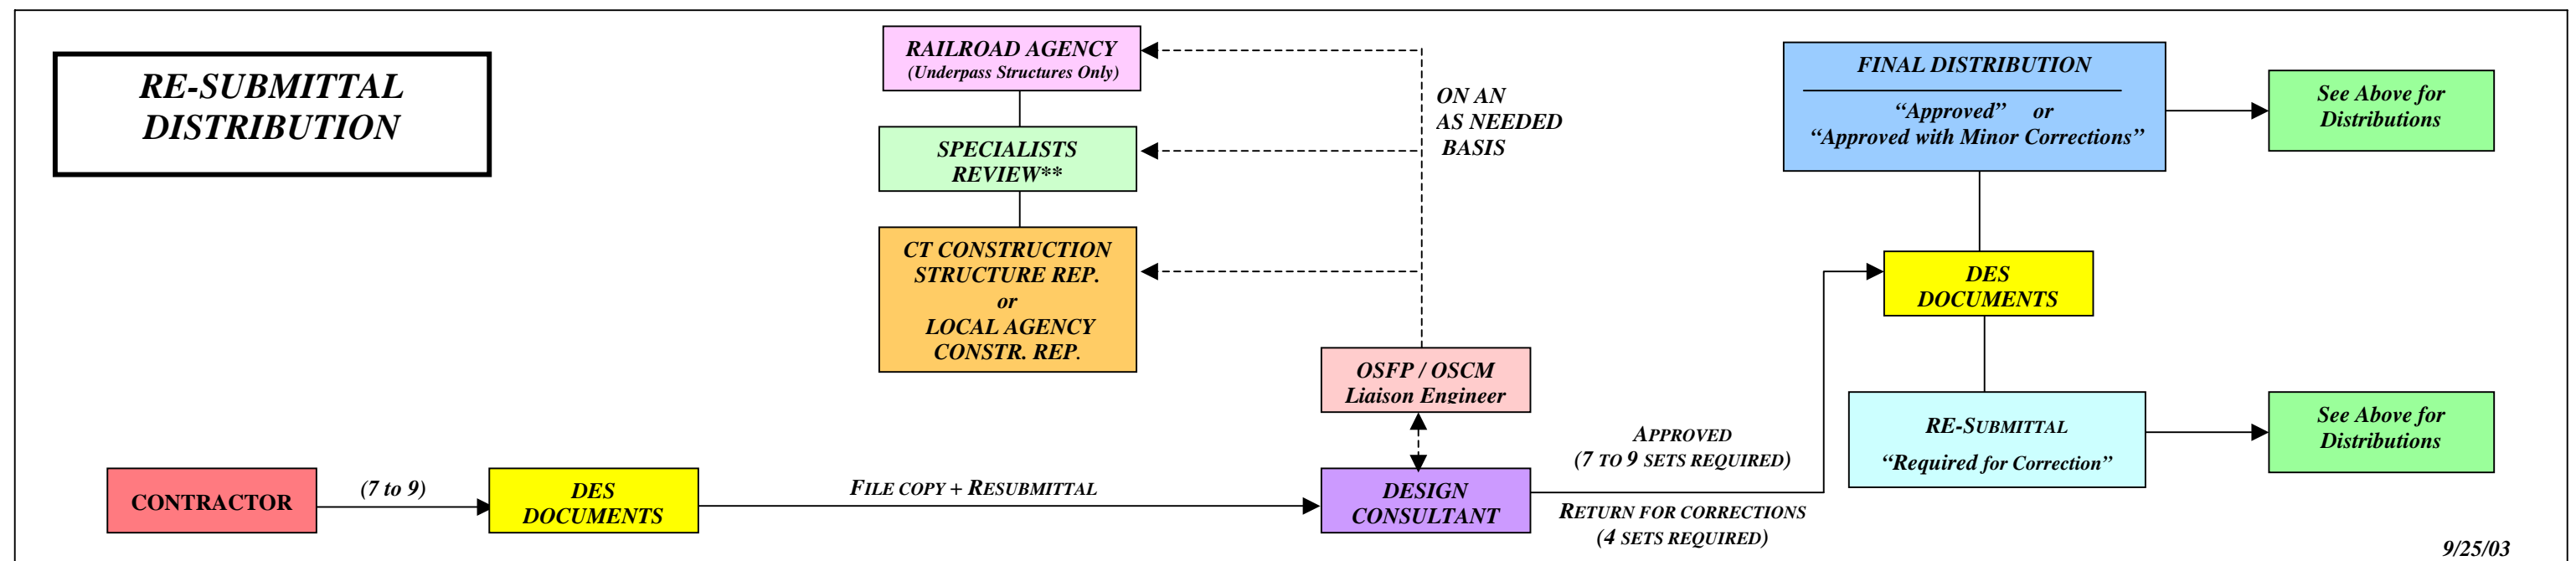 RE-SUBMITTAL
DISTRIBUTION
RAILROAD AGENCY
(Underpass Structures Only)
SPECIALISTS
REVIEW**
CT CONSTRUCTION
STRUCTURE REP.
or
LOCAL AGENCY
CONSTR. REP.
ON AN
AS NEEDED
BASIS
OSFP / OSCM
Liaison Engineer
CONTRACTOR
(7 to 9)
DES
DOCUMENTS
FILE COPY + RESUBMITTAL
DESIGN
CONSULTANT
APPROVED
(7 TO 9 SETS REQUIRED)
RETURN FOR CORRECTIONS
(4 SETS REQUIRED)
FINAL DISTRIBUTION
“Approved” or
“Approved with Minor Corrections”
See Above for
Distributions
DES
DOCUMENTS
RE-SUBMITTAL
“Required for Correction”
See Above for
Distributions
9/25/03